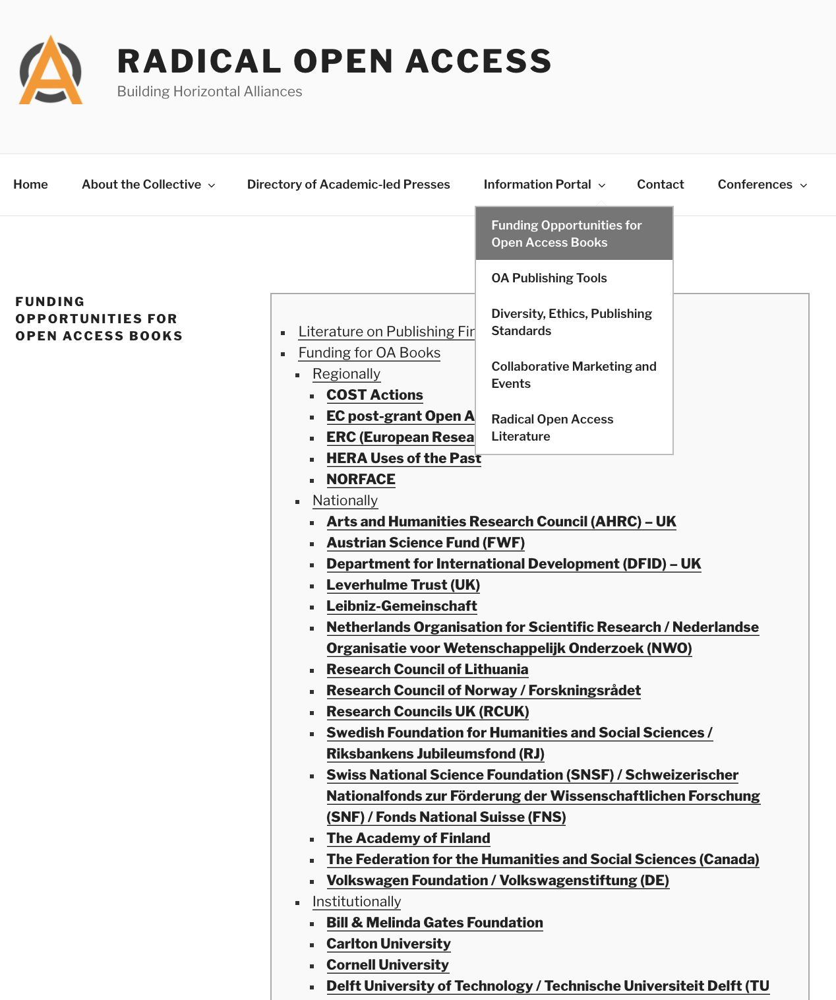 RADICAL OPEN ACCESS
Building Horizontal Alliances
Home
About the Collective
Directory of Academic-led Presses
Information Portal
Contact
Conferences
Funding Opportunities for
Open Access Books
OA Publishing Tools
Diversity, Ethics, Publishing
Standards
Collaborative Marketing and
Events
Radical Open Access
Literature
FUNDING
OPPORTUNITIES FOR
OPEN ACCESS BOOKS
Literature on Publishing
Funding for OA Books
Regionally
COST Actions
EC post-grant Open
ERC (European
HERA Uses of the Past
NORFACE
Nationally
Arts and Humanities Research Council (AHRC) – UK
Austrian Science Fund (FWF)
Department for International Development (DFID) – UK
Leverhulme Trust (UK)
Leibniz-Gemeinschaft
Netherlands Organisation for Scientific Research / Nederlandse
Organisatie voor Wetenschappelijk Onderzoek (NWO)
Research Council of Lithuania
Research Council of Norway / Forskningsrådet
Research Councils UK (RCUK)
Swedish Foundation for Humanities and Social Sciences /
Riksbankens Jubileumsfond (RJ)
Swiss National Science Foundation (SNSF) / Schweizerischer
Nationalfonds zur Förderung der Wissenschaftlichen Forschung
(SNF) / Fonds National Suisse (FNS)
The Academy of Finland
The Federation for the Humanities and Social Sciences (Canada)
Volkswagen Foundation / Volkswagenstiftung (DE)
Institutionally
Bill & Melinda Gates Foundation
Carlton University
Cornell University
Delft University of Technology / Technische Universiteit Delft (TU